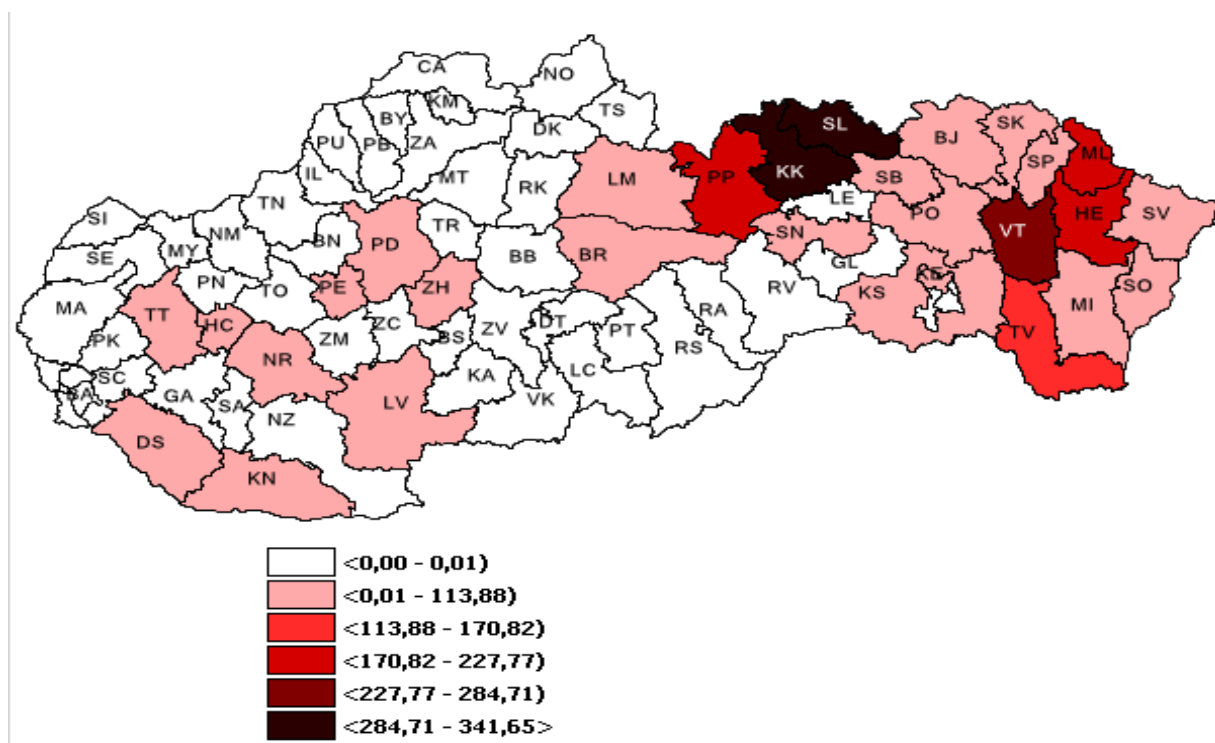 CA
NO
KM
TS
BY
PU
PB
ZA
DK
SL
BJ
SK
IL
MT
RK
LM
PP
KK
SB
SP
ML
TN
LE
SI
NM
BN
PD
TR
SN
PO
VT
HE
SV
MY
SE
BB
BR
GL
PN
TO
PE
ZH
RV
KS
KE
MI
SO
MA
TT
HC
ZC
DT
RA
TV
PK
NR
ZM
BS
ZV
PT
RS
SC
KA
LC
BA
GA
SA
LV
VK
NZ
DS
KN
<0,00 - 0,01)
<0,01 - 113,88)
<113,88 - 170,82)
<170,82 - 227,77)
<227,77 - 284,71)
<284,71 - 341,65>